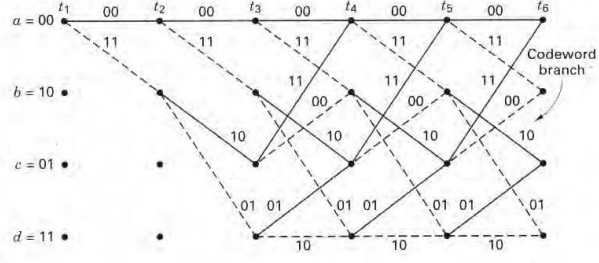 t1 t2 t3 t4 t5 t6
a = 00 00 00 00 00 00
11 11 11 11 11
Codeword
branch
11 11 11
b = 10
00 00 00
10 10 10 10
c = 01
01 01 01 01 01 01 01
d = 11
10 10 10